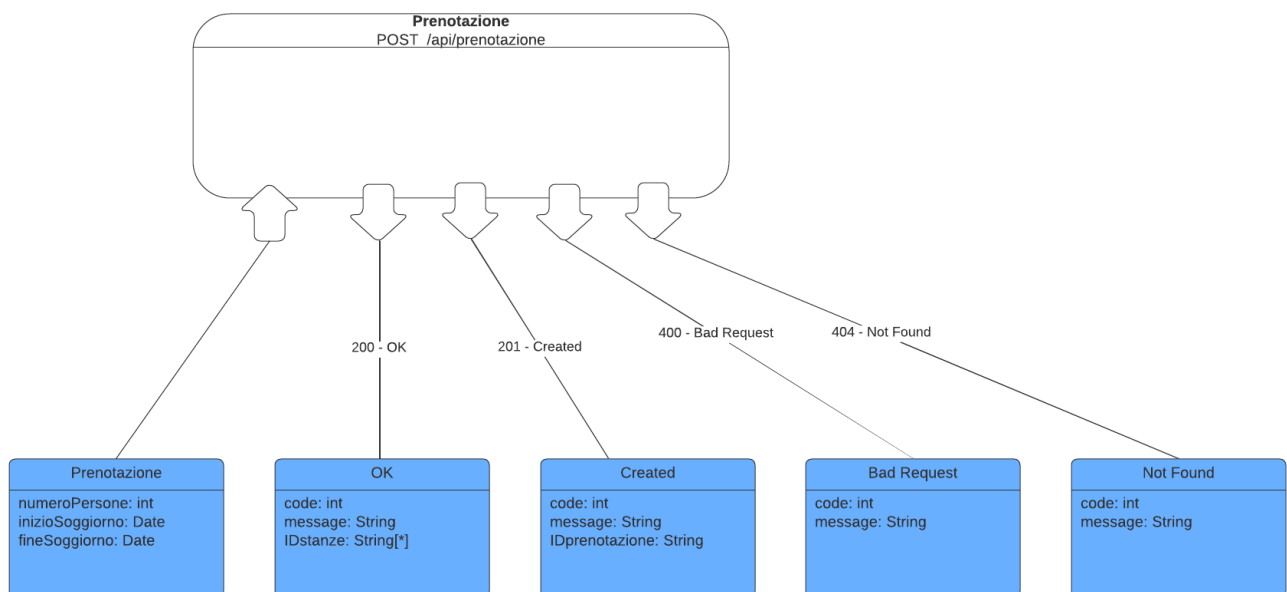 Prenotazione
POST /api/prenotazione
200 - OK
201 - Created
400 - Bad Request
404 - Not Found
Prenotazione
numeroPersone: int
inizioSoggiorno: Date
fineSoggiorno: Date
OK
code: int
message: String
IDstanze: String[*]
Created
code: int
message: String
IDprenotazione: String
Bad Request
code: int
message: String
Not Found
code: int
message: String